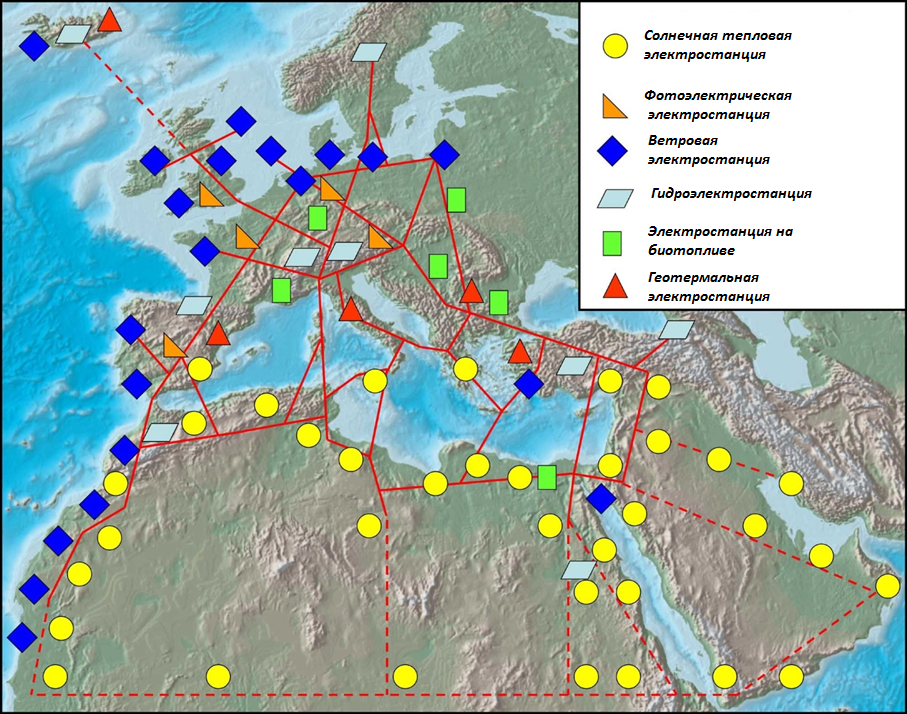 Солнечная тепловая
электростанция
Фотоэлектрическая
электростанция
Ветровая
электростанция
Гидроэлектростанция
Электростанция на
биотопливе
Геотермальная
электростанция